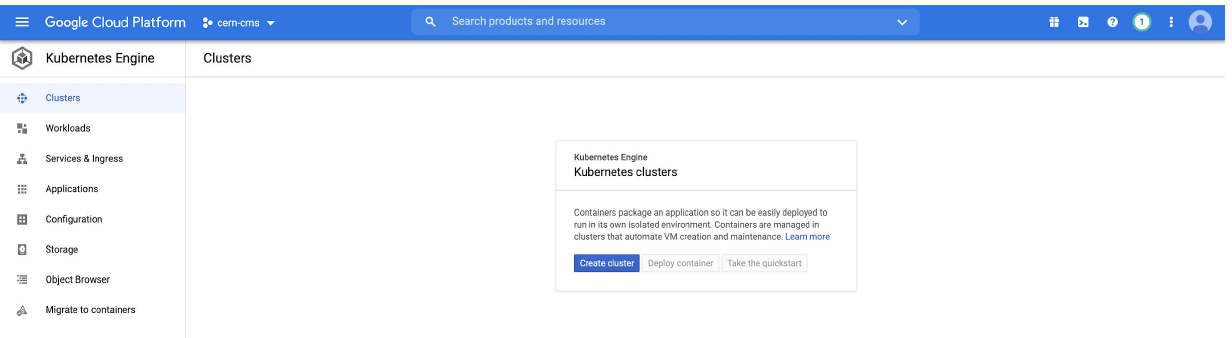 Google Cloud Platform
cern-cms
Search products and resources
1
Kubernetes Engine
Clusters
Clusters
Workloads
Services & Ingress
Applications
Configuration
Storage
Object Browser
Migrate to containers
Kubernetes Engine
Kubernetes clusters
Containers package an application so it can be easily deployed to
run in its own isolated environment. Containers are managed in
clusters that automate VM creation and maintenance. Learn more
Create cluster
Deploy container
Take the quickstart